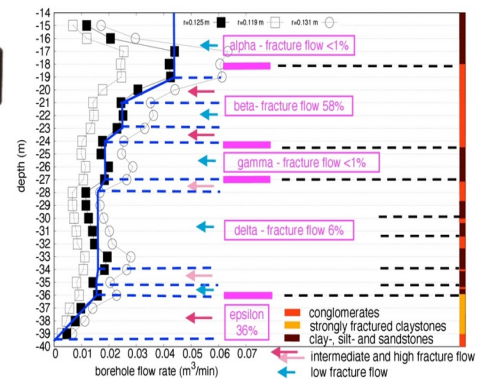 r=0.125 m r=0.119 m r=0.131 m
depth (m)
-14
-15
-16
-17
-18
-19
-20
-21
-22
-23
-24
-25
-26
-27
-28
-29
-30
-31
-32
-33
-34
-35
-36
-37
-38
-39
-40
alpha - fracture flow <1%
beta- fracture flow 58%
gamma - fracture flow <1%
delta - fracture flow 6%
epsilon
36%
0 0.01 0.02 0.03 0.04 0.05 0.06 0.07
borehole flow rate (m³/min)
conglomerates
strongly fractured claystones
clay-, silt- and sandstones
intermediate and high fracture flow
low fracture flow